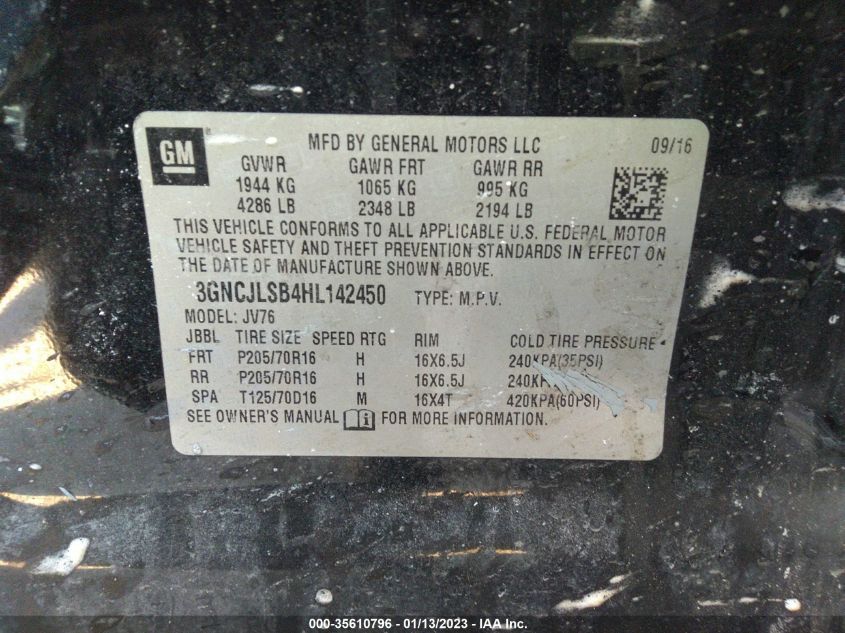 GM
MFD BY GENERAL MOTORS LLC 09/16
GVWR GAWR FRT GAWR RR
1944 KG 1065 KG 995 KG
4286 LB 2348 LB 2194 LB
THIS VEHICLE CONFORMS TO ALL APPLICABLE U.S. FEDERAL MOTOR
VEHICLE SAFETY AND THEFT PREVENTION STANDARDS IN EFFECT ON
THE DATE OF MANUFACTURE SHOWN ABOVE.
3GNCJLSB4HL142450 TYPE: M.P.V.
MODEL: JV76
JBBL TIRE SIZE SPEED RTG RIM COLD TIRE PRESSURE
FRT P205/70R16 H 16X6.5J 240KPA(35PSI)
RR P205/70R16 H 16X6.5J
SPA T125/70D16 M 16X4T 420KPA(60PSI)
SEE OWNER'S MANUAL FOR MORE INFORMATION.
000-35610796 - 01/13/2023 - IAA Inc.